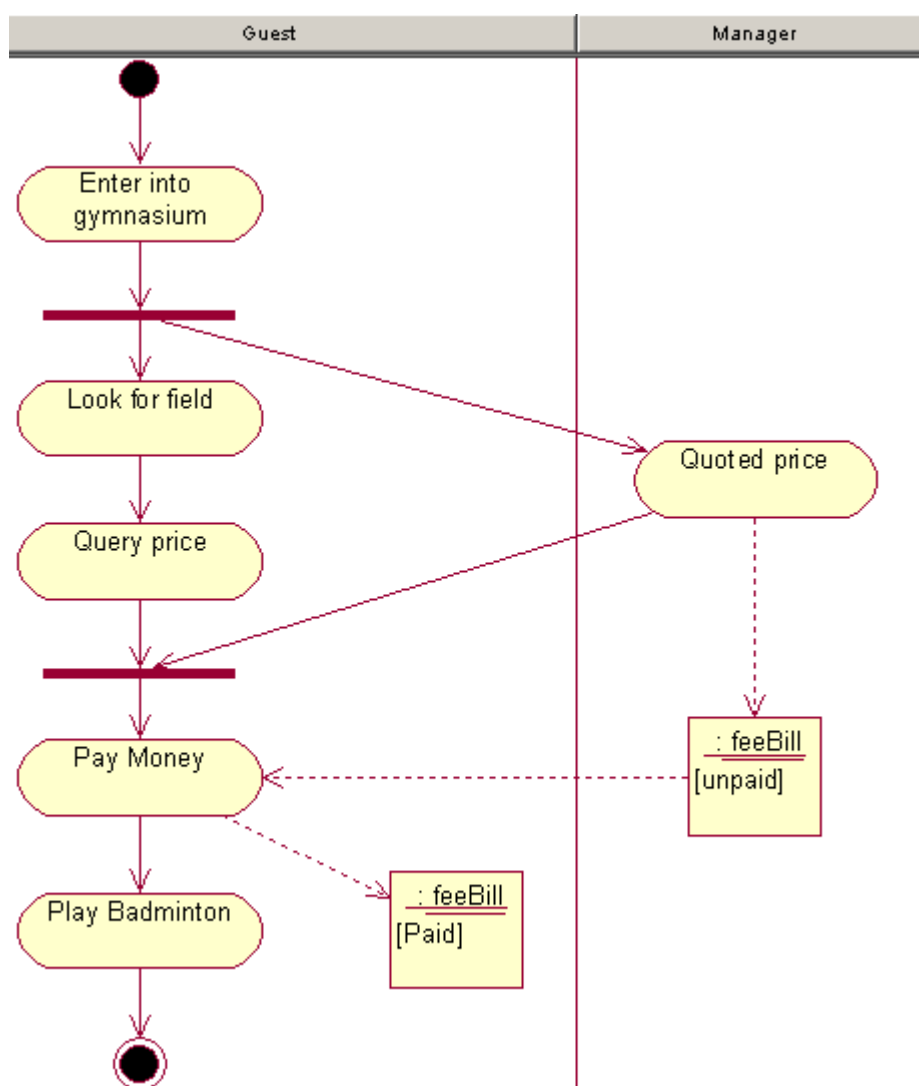 Guest
Manager
Enter into
gymnasium
Look for field
Quoted price
Query price
Pay Money
: feeBill
[unpaid]
Play Badminton
: feeBill
[Paid]